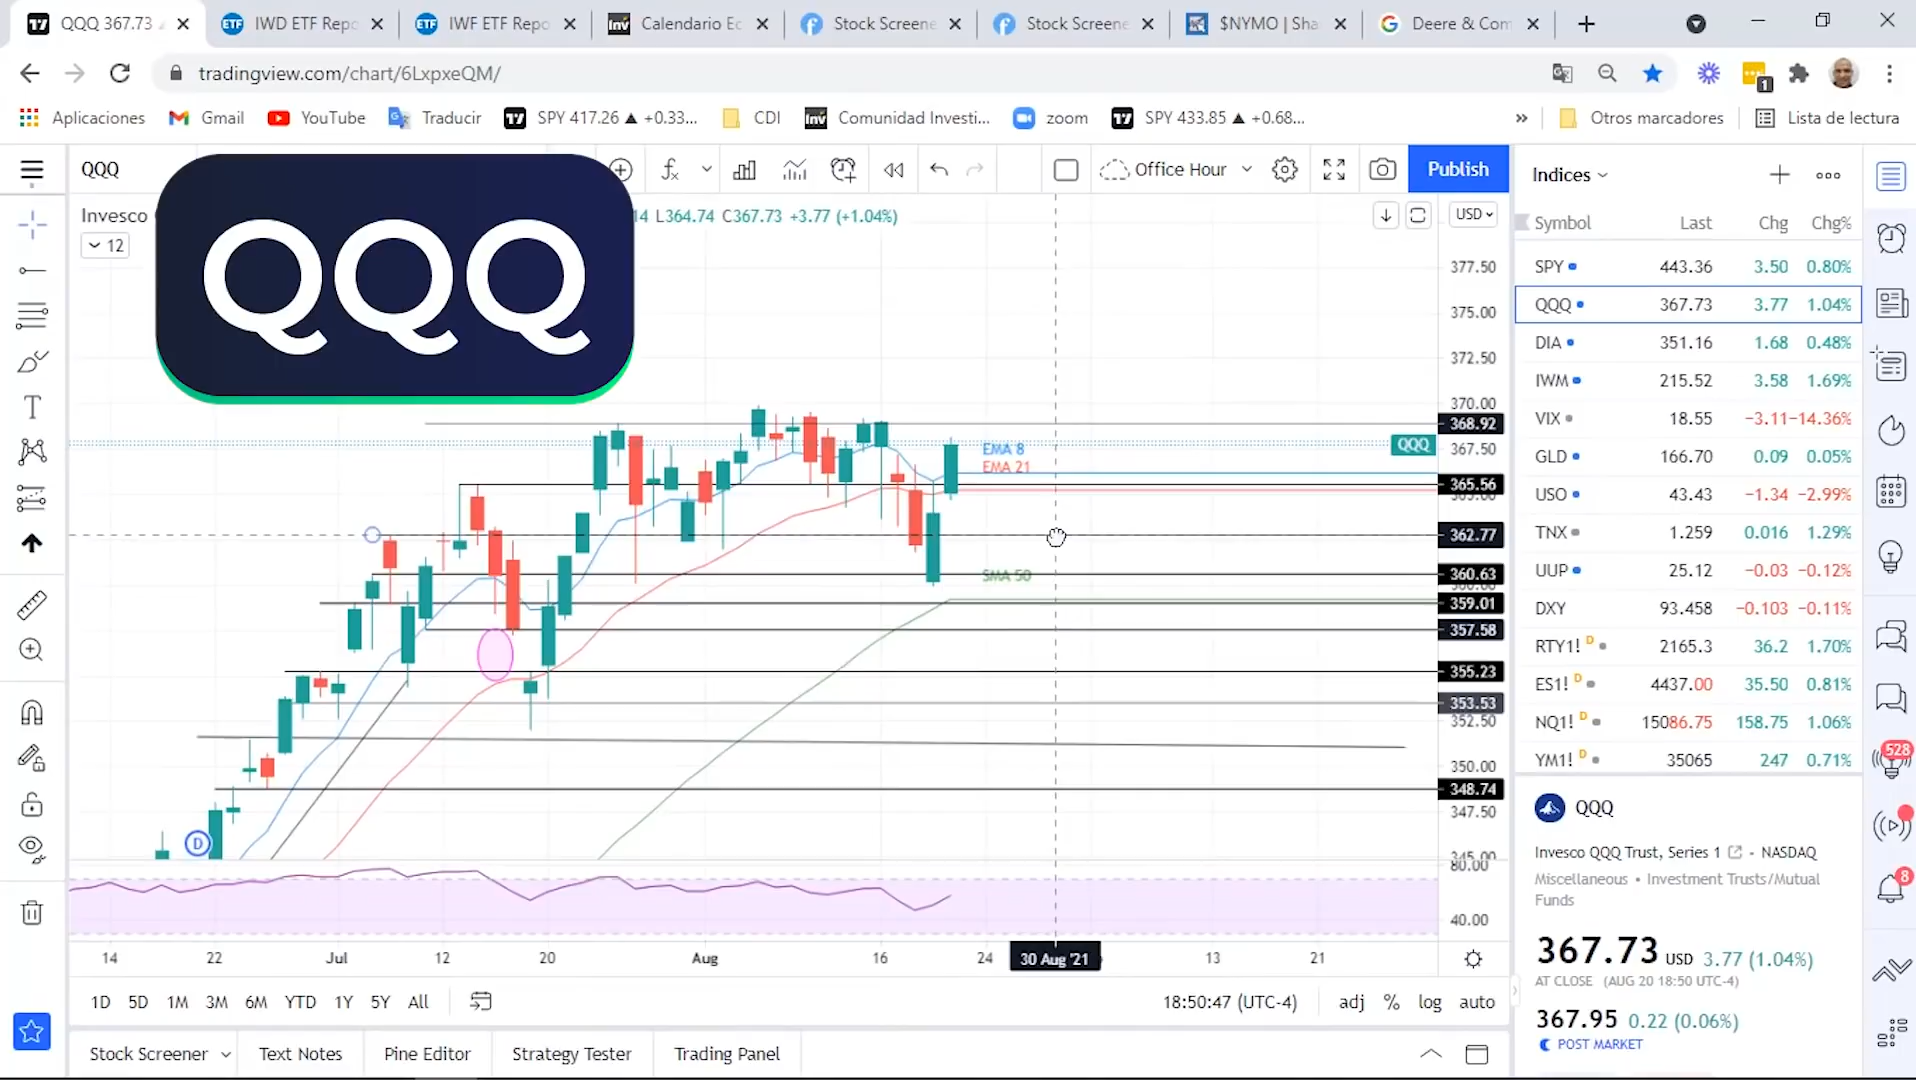 QQQ 367.73
IWD ETF Repo
IWF ETF Repo
Calendario Ec
Stock Screene
Stock Screene
$NYMO | Sha
Deere & Com
tradingview.com/chart/6LxpxeQM/
1
Aplicaciones
Gmail
YouTube
Traducir
SPY 417.26 ▲ +0.33...
CDI
Comunidad Investi...
zoom
SPY 433.85 ▲ +0.68...
»
Otros marcadores
Lista de lectura
QQQ
Office Hour
Publish
Indices
Invesco
L364.74 C367.73 +3.77 (+1.04%)
USD
12
QQQ
Symbol Last Chg Chg%
SPY 443.36 3.50 0.80%
QQQ 367.73 3.77 1.04%
DIA 351.16 1.68 0.48%
IWM 215.52 3.58 1.69%
VIX 18.55 −3.11 −14.36%
GLD 166.70 0.09 0.05%
USO 43.43 −1.34 −2.99%
TNX 1.259 0.016 1.29%
UUP 25.12 −0.03 −0.12%
DXY 93.458 −0.103 −0.11%
RTY1! D 2165.3 36.2 1.70%
ES1! D 4437.00 35.50 0.81%
NQ1! D 15086.75 158.75 1.06%
YM1! D 35065 247 0.71%
377.50
375.00
372.50
370.00
368.92
QQQ
367.50
365.56
362.77
360.63
359.01
357.58
355.23
353.53
352.50
350.00
348.74
347.50
345.00
80.00
40.00
EMA 8
EMA 21
SMA 50
D
14 22 Jul 12 20 Aug 16 24 30 Aug '21 13 21
1D 5D 1M 3M 6M YTD 1Y 5Y All
18:50:47 (UTC-4)
adj % log auto
Stock Screener
Text Notes
Pine Editor
Strategy Tester
Trading Panel
QQQ
Invesco QQQ Trust, Series 1 - NASDAQ
Miscellaneous • Investment Trusts/Mutual
Funds
367.73 USD 3.77 (1.04%)
AT CLOSE (AUG 20 18:50 UTC-4)
367.95 0.22 (0.06%)
POST MARKET
528
8